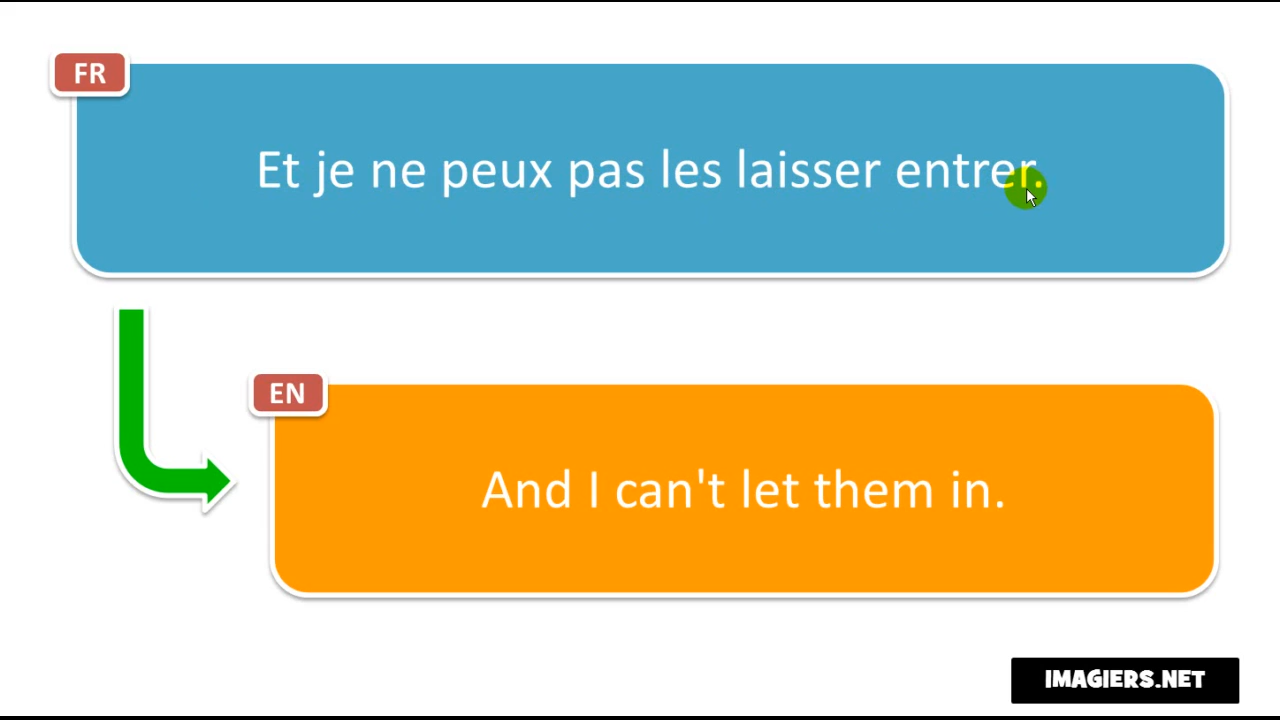 FR
Et je ne peux pas les laisser entrer.
EN
And I can't let them in.
IMAGIERS.NET